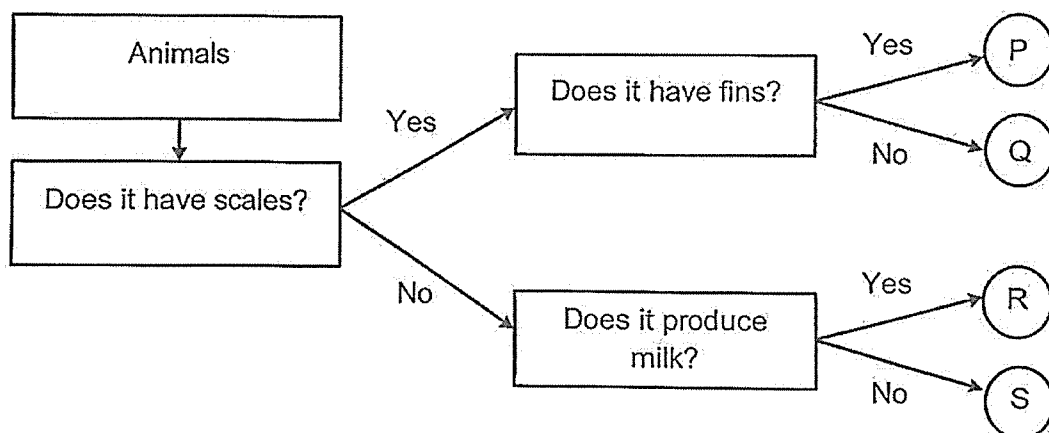 Animals
Does it have scales?
Yes
No
Does it have fins?
Yes
No
P
Q
Does it produce
milk?
Yes
No
R
S